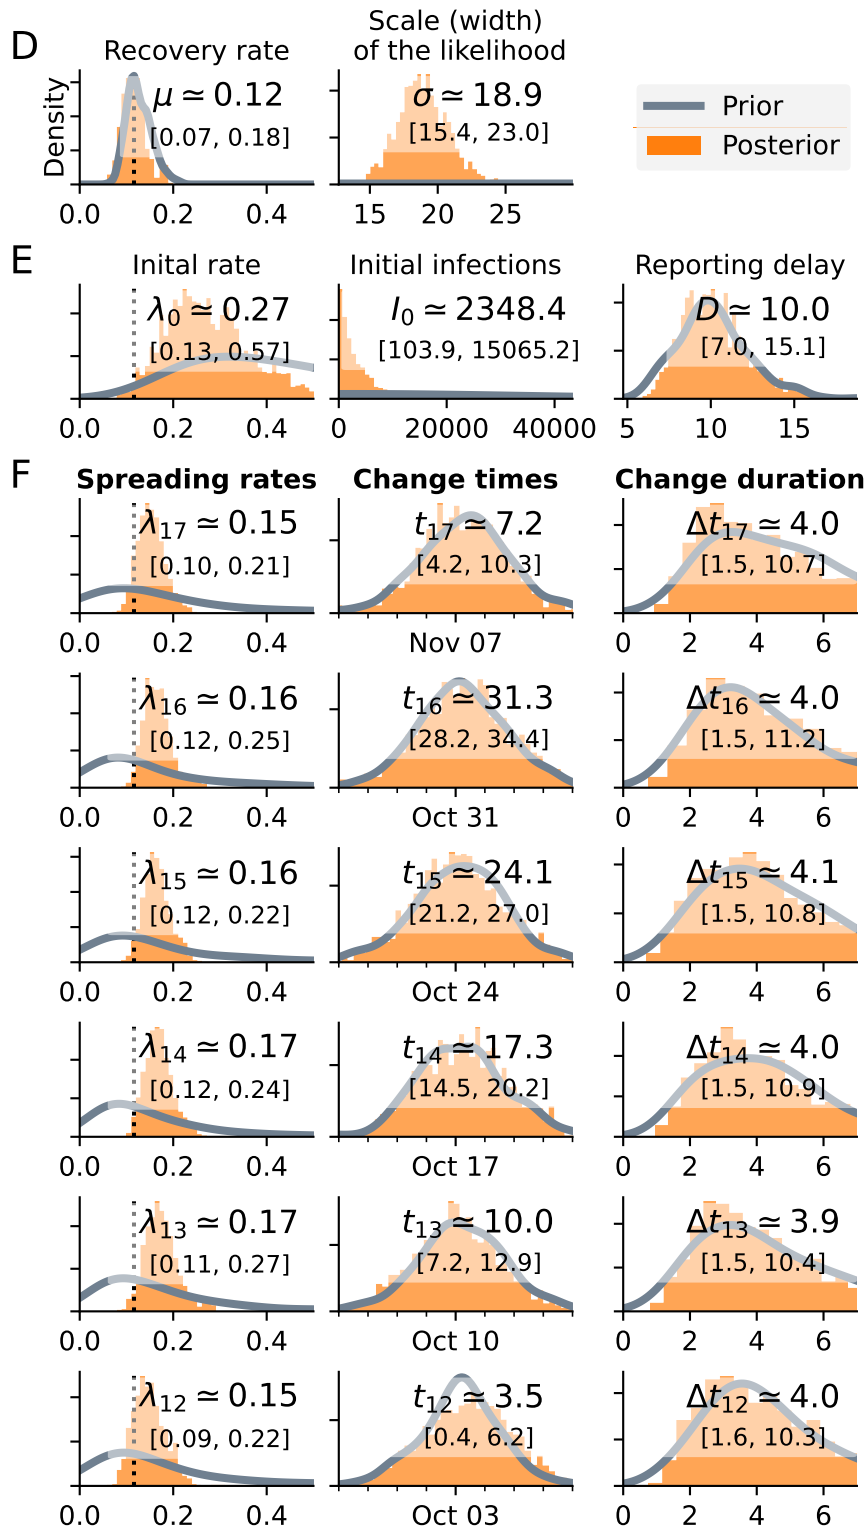 D
Recovery rate
Scale (width)
of the likelihood
Density
μ ≃ 0.12
[0.07, 0.18]
σ ≃ 18.9
[15.4, 23.0]
Prior
Posterior
0.0 0.2 0.4
15 20 25
E
Inital rate
Initial infections
Reporting delay
λ0 ≃ 0.27
[0.13, 0.57]
I0 ≃ 2348.4
[103.9, 15065.2]
D ≃ 10.0
[7.0, 15.1]
0.0 0.2 0.4
0 20000 40000
5 10 15
F
Spreading rates
Change times
Change duration
λ17 ≃ 0.15
[0.10, 0.21]
t17 ≃ 7.2
[4.2, 10.3]
Δt17 ≃ 4.0
[1.5, 10.7]
0.0 0.2 0.4
Nov 07
0 2 4 6
λ16 ≃ 0.16
[0.12, 0.25]
t16 ≃ 31.3
[28.2, 34.4]
Δt16 ≃ 4.0
[1.5, 11.2]
0.0 0.2 0.4
Oct 31
0 2 4 6
λ15 ≃ 0.16
[0.12, 0.22]
t15 ≃ 24.1
[21.2, 27.0]
Δt15 ≃ 4.1
[1.5, 10.8]
0.0 0.2 0.4
Oct 24
0 2 4 6
λ14 ≃ 0.17
[0.12, 0.24]
t14 ≃ 17.3
[14.5, 20.2]
Δt14 ≃ 4.0
[1.5, 10.9]
0.0 0.2 0.4
Oct 17
0 2 4 6
λ13 ≃ 0.17
[0.11, 0.27]
t13 ≃ 10.0
[7.2, 12.9]
Δt13 ≃ 3.9
[1.5, 10.4]
0.0 0.2 0.4
Oct 10
0 2 4 6
λ12 ≃ 0.15
[0.09, 0.22]
t12 ≃ 3.5
[0.4, 6.2]
Δt12 ≃ 4.0
[1.6, 10.3]
0.0 0.2 0.4
Oct 03
0 2 4 6